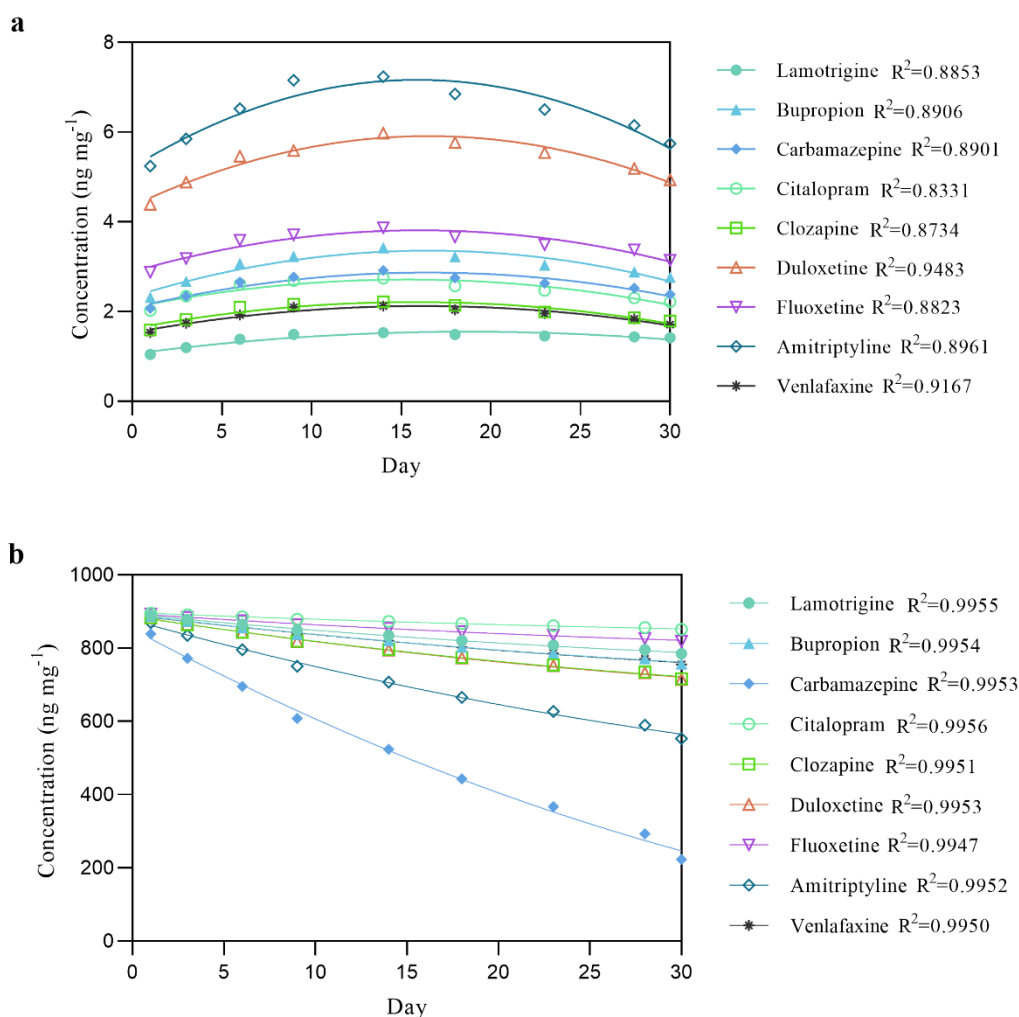 a
8
6
4
2
0
Concentration (ng mg⁻¹)
0 5 10 15 20 25 30
Day
Lamotrigine R²=0.8853
Bupropion R²=0.8906
Carbamazepine R²=0.8901
Citalopram R²=0.8331
Clozapine R²=0.8734
Duloxetine R²=0.9483
Fluoxetine R²=0.8823
Amitriptyline R²=0.8961
Venlafaxine R²=0.9167
b
1000
800
600
400
200
0
Concentration (ng mg⁻¹)
0 5 10 15 20 25 30
Day
Lamotrigine R²=0.9955
Bupropion R²=0.9954
Carbamazepine R²=0.9953
Citalopram R²=0.9956
Clozapine R²=0.9951
Duloxetine R²=0.9953
Fluoxetine R²=0.9947
Amitriptyline R²=0.9952
Venlafaxine R²=0.9950